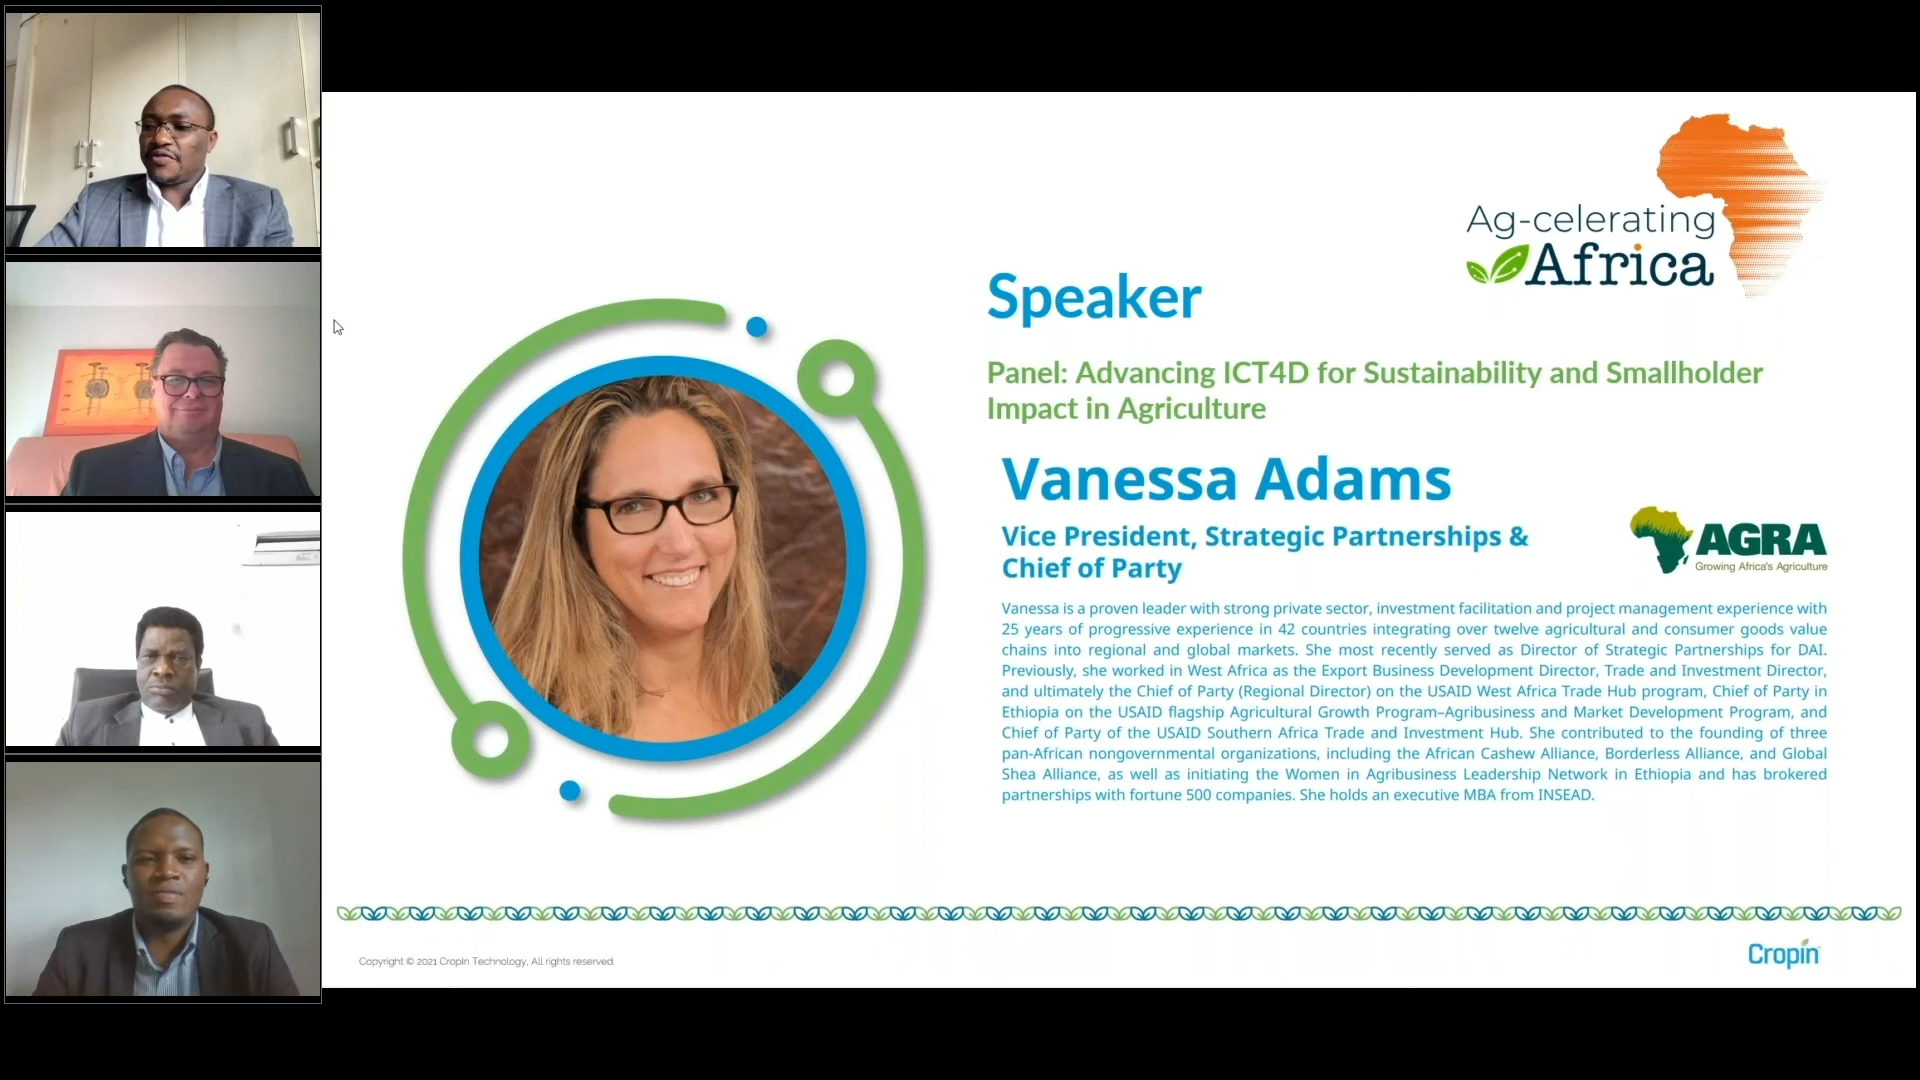 Ag-celerating
Africa
Speaker
Panel: Advancing ICT4D for Sustainability and Smallholder
Impact in Agriculture
Vanessa Adams
Vice President, Strategic Partnerships &
Chief of Party
AGRA
Growing Africa's Agriculture
Vanessa is a proven leader with strong private sector, investment facilitation and project management experience with
25 years of progressive experience in 42 countries integrating over twelve agricultural and consumer goods value
chains into regional and global markets. She most recently served as Director of Strategic Partnerships for DAI.
Previously, she worked in West Africa as the Export Business Development Director, Trade and Investment Director,
and ultimately the Chief of Party (Regional Director) on the USAID West Africa Trade Hub program, Chief of Party in
Ethiopia on the USAID flagship Agricultural Growth Program–Agribusiness and Market Development Program, and
Chief of Party of the USAID Southern Africa Trade and Investment Hub. She contributed to the founding of three
pan-African nongovernmental organizations, including the African Cashew Alliance, Borderless Alliance, and Global
Shea Alliance, as well as initiating the Women in Agribusiness Leadership Network in Ethiopia and has brokered
partnerships with fortune 500 companies. She holds an executive MBA from INSEAD.
Copyright © 2021 CropIn Technology, All rights reserved.
Cropin